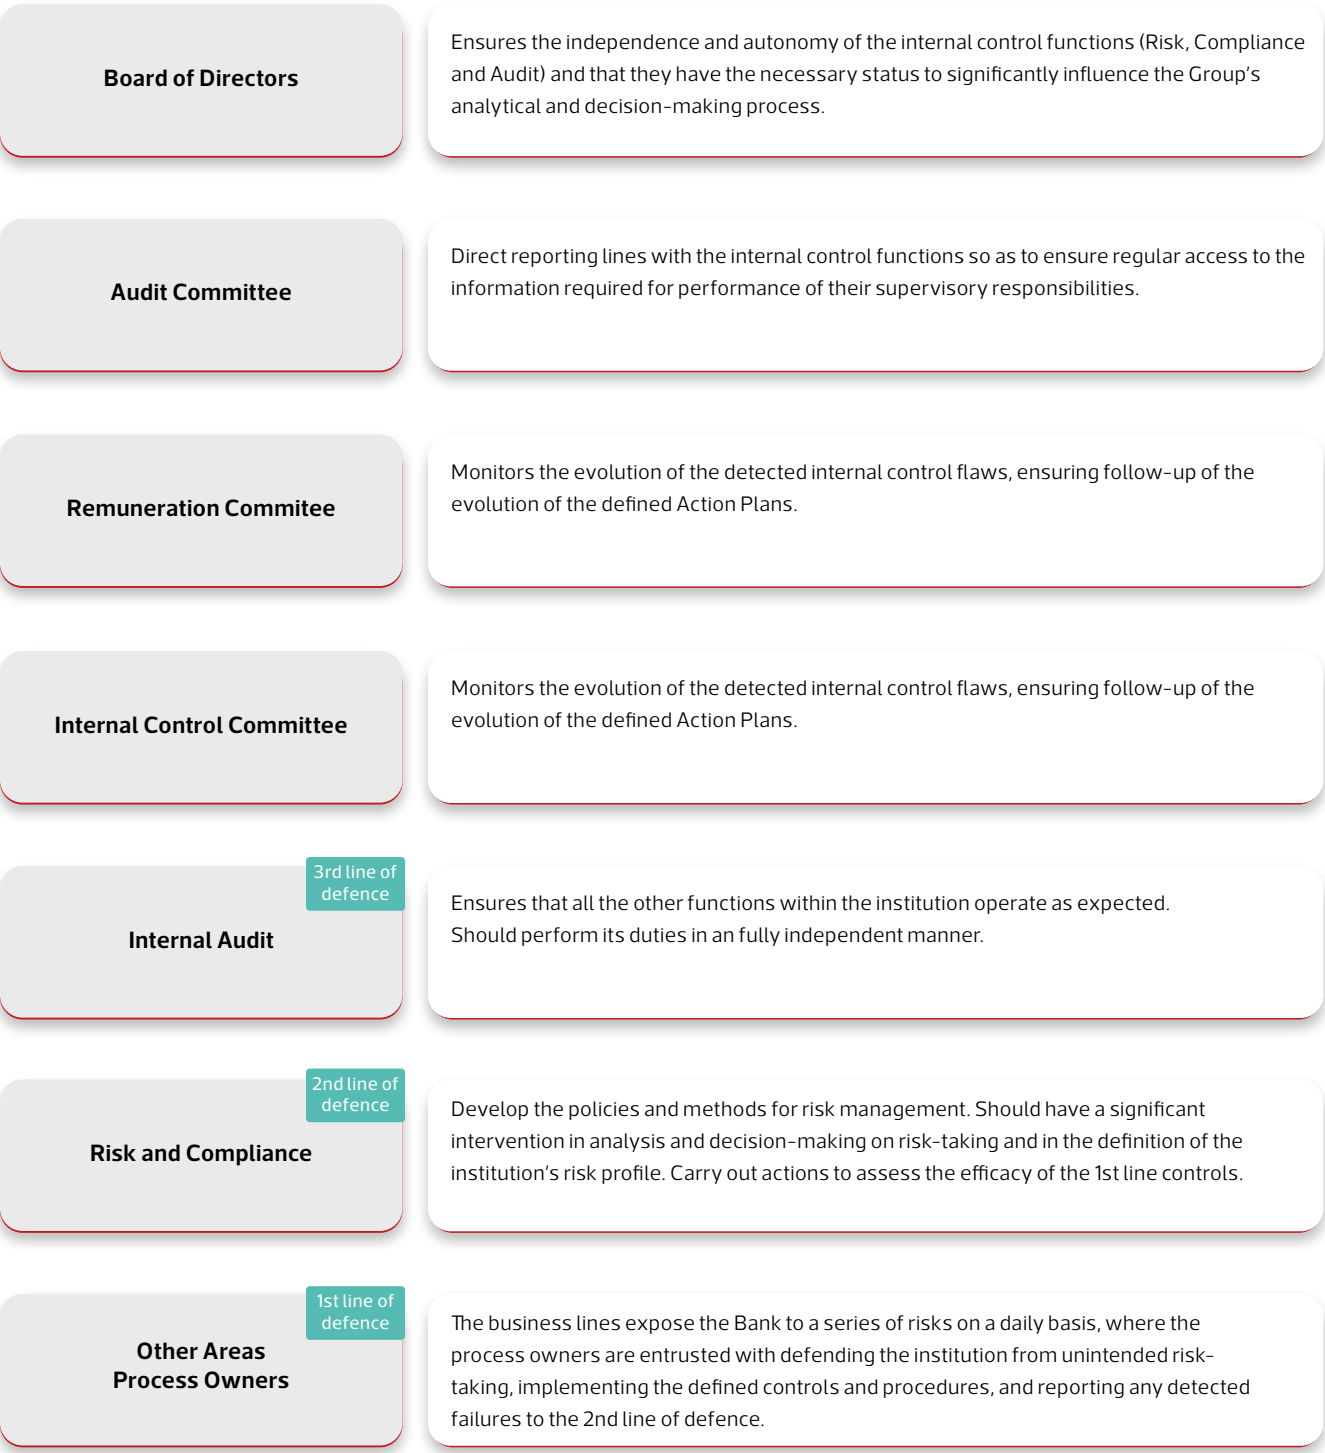 Board of Directors
Ensures the independence and autonomy of the internal control functions (Risk, Compliance
and Audit) and that they have the necessary status to significantly influence the Group's
analytical and decision-making process.
Audit Committee
Direct reporting lines with the internal control functions so as to ensure regular access to the
information required for performance of their supervisory responsibilities.
Remuneration Commitee
Monitors the evolution of the detected internal control flaws, ensuring follow-up of the
evolution of the defined Action Plans.
Internal Control Committee
Monitors the evolution of the detected internal control flaws, ensuring follow-up of the
evolution of the defined Action Plans.
3rd line of
defence
Internal Audit
Ensures that all the other functions within the institution operate as expected.
Should perform its duties in an fully independent manner.
2nd line of
defence
Risk and Compliance
Develop the policies and methods for risk management. Should have a significant
intervention in analysis and decision-making on risk-taking and in the definition of the
institution's risk profile. Carry out actions to assess the efficacy of the 1st line controls.
1st line of
defence
Other Areas
Process Owners
The business lines expose the Bank to a series of risks on a daily basis, where the
process owners are entrusted with defending the institution from unintended risk-
taking, implementing the defined controls and procedures, and reporting any detected
failures to the 2nd line of defence.